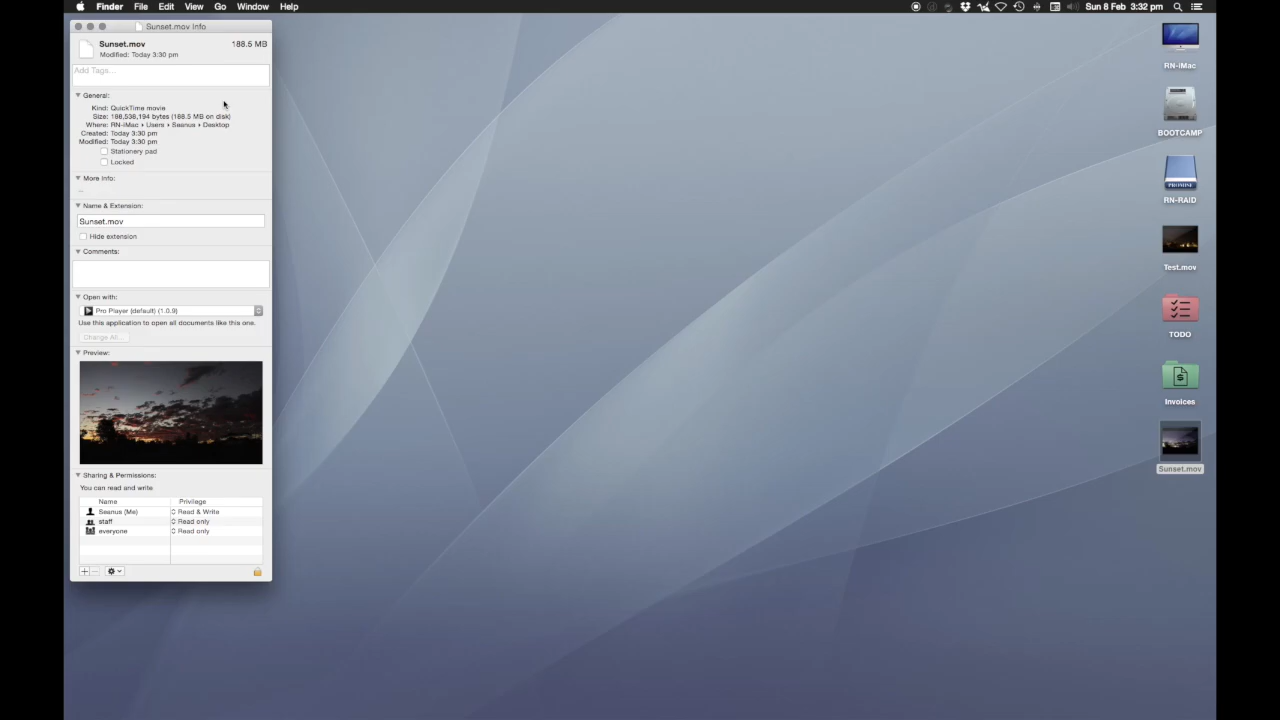 Finder File Edit View Go Window Help Sun 8 Feb 3:32 pm
Sunset.mov Info
Sunset.mov 188.5 MB
Modified: Today 3:30 pm
Add Tags...
General:
Kind: QuickTime movie
Size: 188,538,194 bytes (188.5 MB on disk)
Where: RN-iMac ▸ Users ▸ Seanus ▸ Desktop
Created: Today 3:30 pm
Modified: Today 3:30 pm
Stationery pad
Locked
More Info:
--
Name & Extension:
Sunset.mov
Hide extension
Comments:
Open with:
Pro Player (default) (1.0.9)
Use this application to open all documents like this one.
Change All...
Preview:
Sharing & Permissions:
You can read and write
Name Privilege
Seanus (Me) Read & Write
staff Read only
everyone Read only
RN-iMac
BOOTCAMP
PROMISE
RN-RAID
Test.mov
TODO
Invoices
Sunset.mov